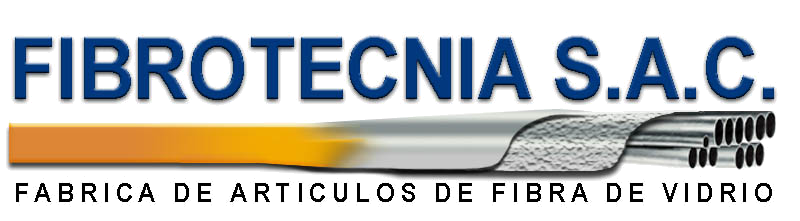 FIBROTECNIA S.A.C.
FABRICA DE ARTICULOS DE FIBRA DE VIDRIO